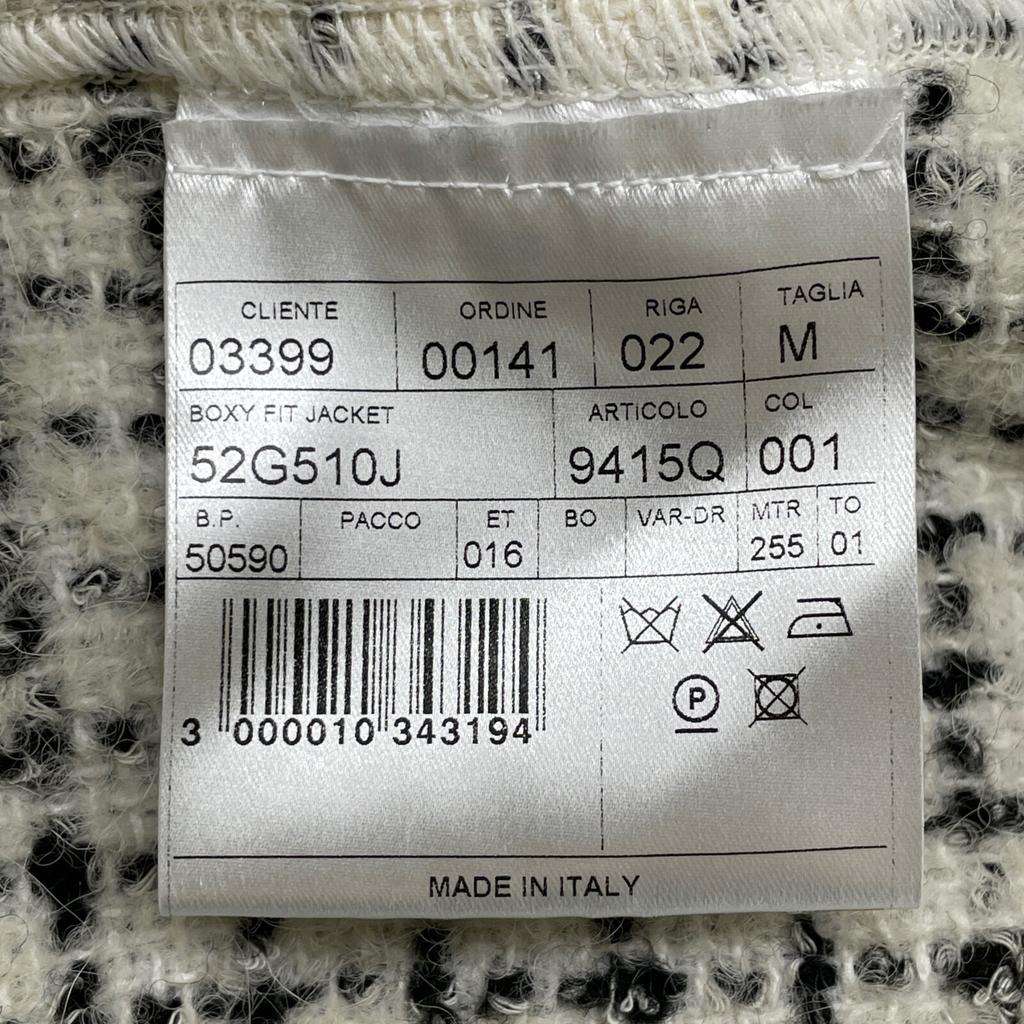 CLIENTE ORDINE RIGA TAGLIA
03399 00141 022 M
BOXY FIT JACKET ARTICOLO COL
52G510J 9415Q 001
B.P. PACCO ET BO VAR-DR MTR TO
50590 016 255 01
P
3 000010 343194
MADE IN ITALY